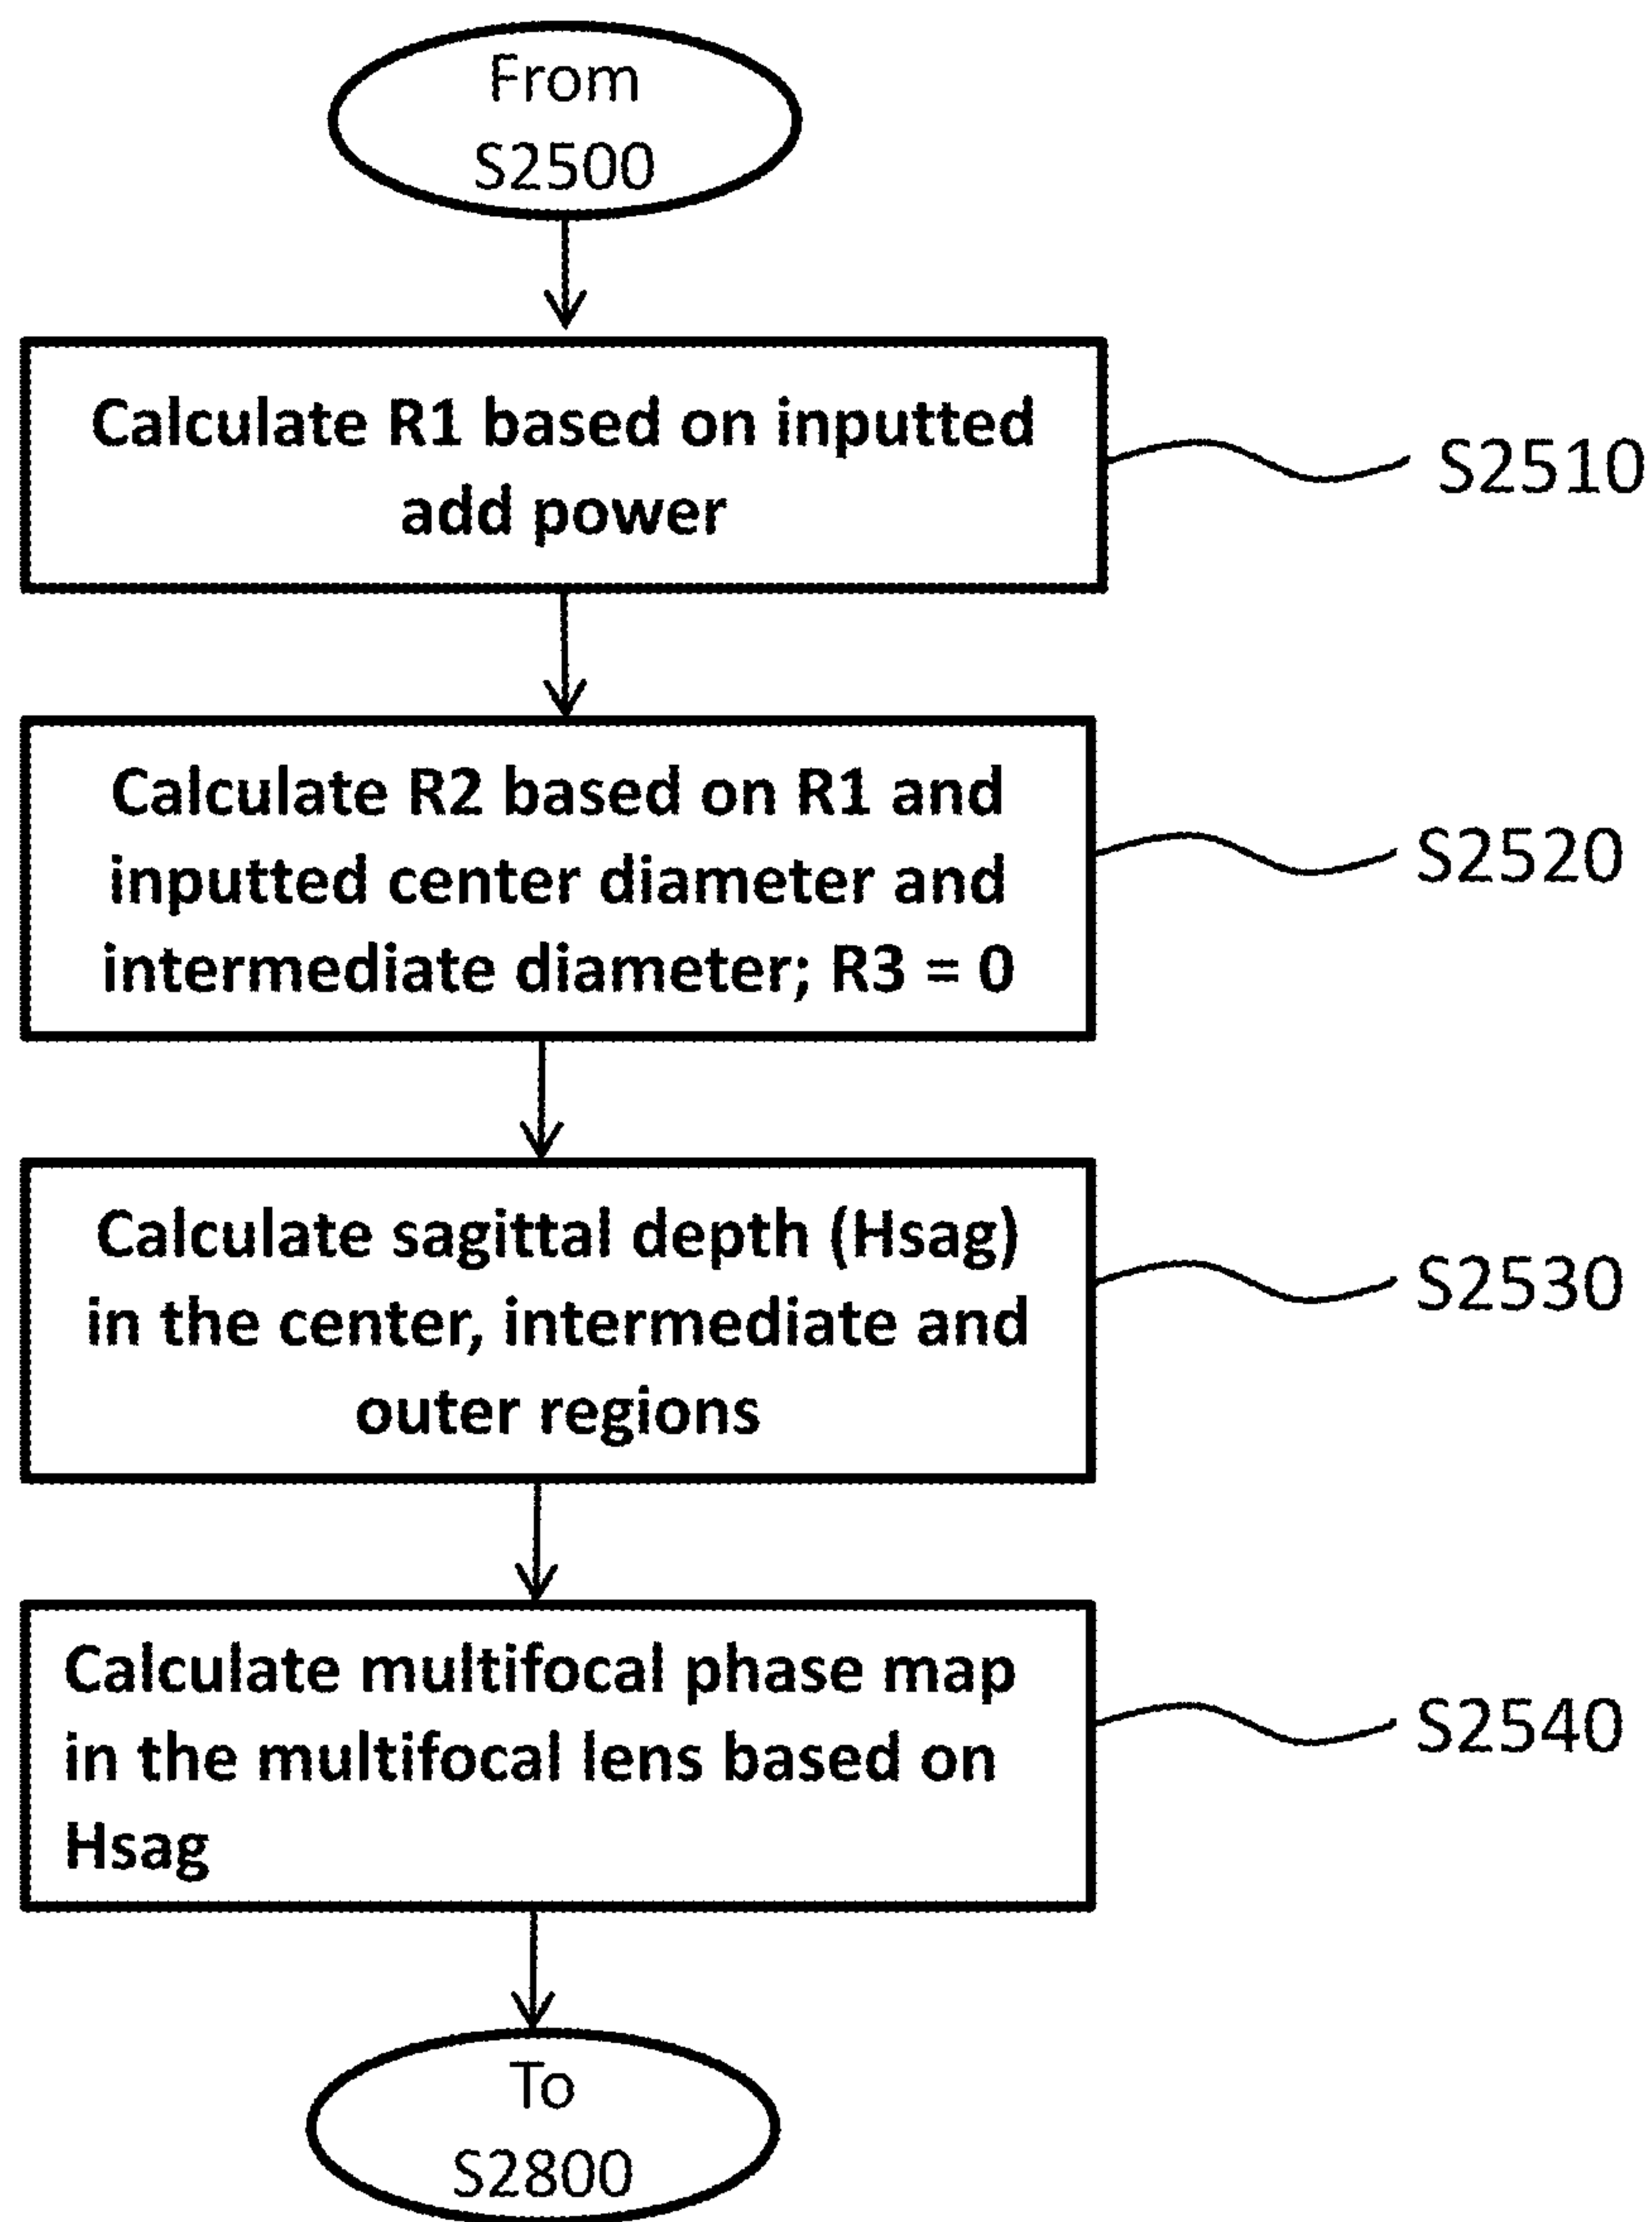 From
S2500
Calculate R1 based on inputted
add power
S2510
Calculate R2 based on R1 and
inputted center diameter and
intermediate diameter; R3 = 0
S2520
Calculate sagittal depth (Hsag)
in the center, intermediate and
outer regions
S2530
Calculate multifocal phase map
in the multifocal lens based on
Hsag
S2540
To
S2800